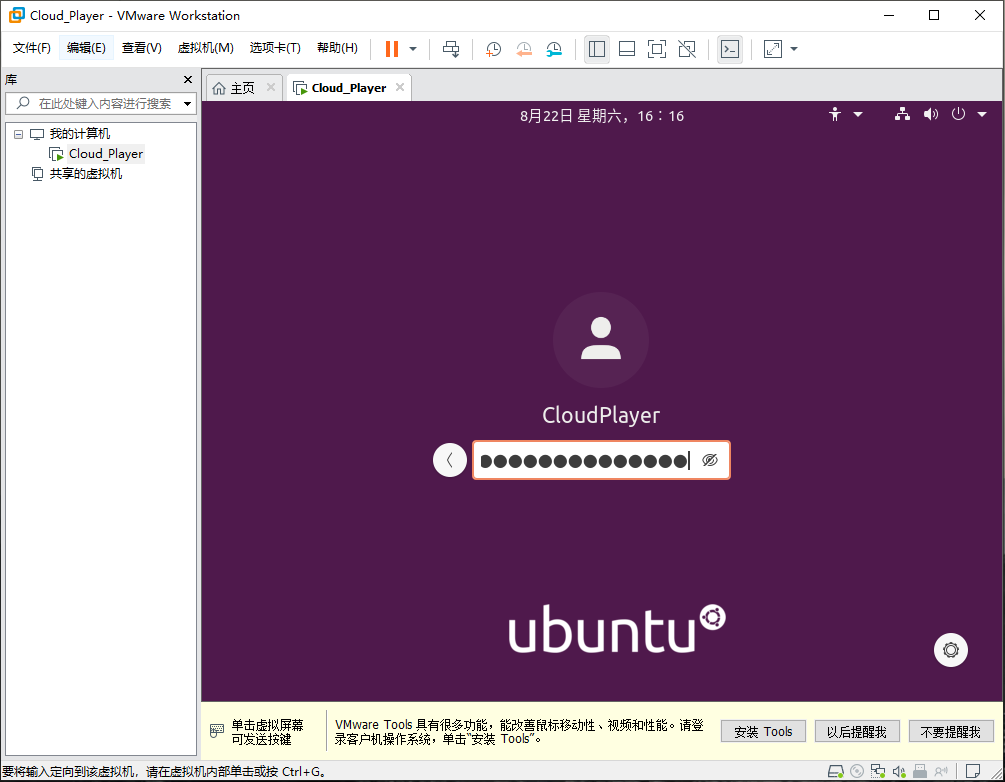 Cloud_Player - VMware Workstation
文件(F) 编辑(E) 查看(V) 虚拟机(M) 选项卡(T) 帮助(H)
库
在此处键入内容进行搜索
我的计算机
Cloud_Player
共享的虚拟机
主页 Cloud_Player
8月22日 星期六，16∶16
CloudPlayer
ubuntu
单击虚拟屏幕
可发送按键
VMware Tools 具有很多功能，能改善鼠标移动性、视频和性能。请登
录客户机操作系统，单击“安装 Tools”。
安装 Tools 以后提醒我 不要提醒我
要将输入定向到该虚拟机，请在虚拟机内部单击或按 Ctrl+G。